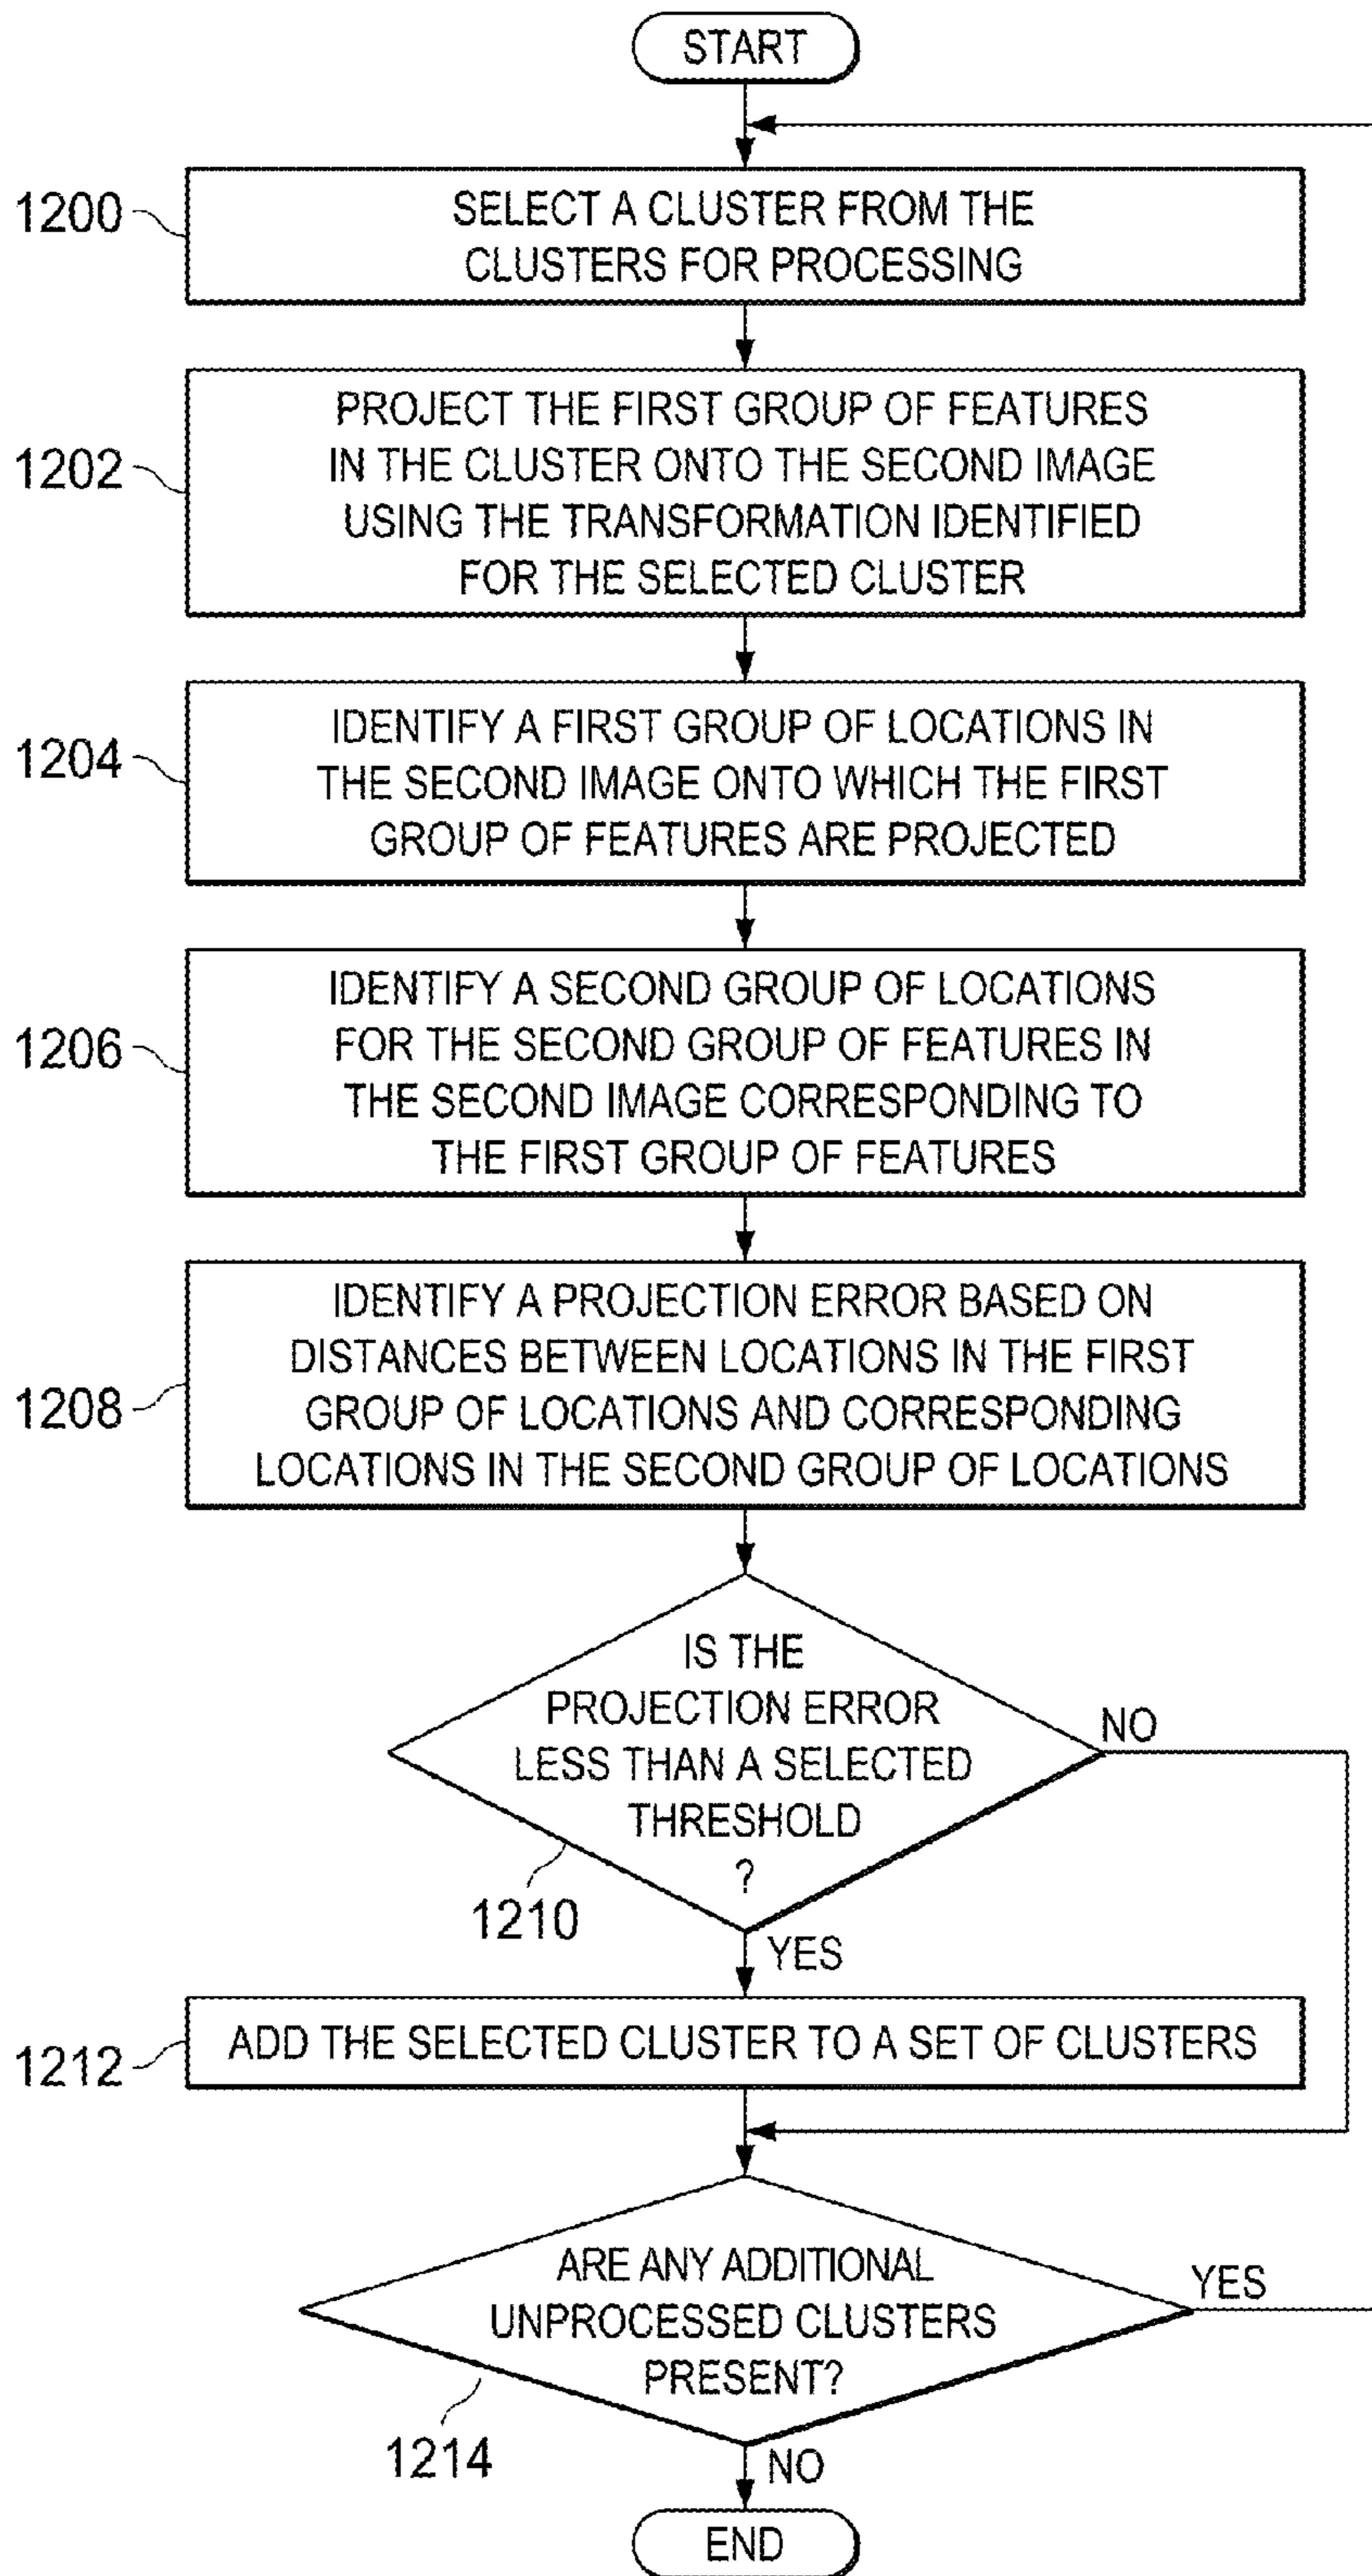 START
1200
SELECT A CLUSTER FROM THE
CLUSTERS FOR PROCESSING
1202
PROJECT THE FIRST GROUP OF FEATURES
IN THE CLUSTER ONTO THE SECOND IMAGE
USING THE TRANSFORMATION IDENTIFIED
FOR THE SELECTED CLUSTER
1204
IDENTIFY A FIRST GROUP OF LOCATIONS IN
THE SECOND IMAGE ONTO WHICH THE FIRST
GROUP OF FEATURES ARE PROJECTED
1206
IDENTIFY A SECOND GROUP OF LOCATIONS
FOR THE SECOND GROUP OF FEATURES IN
THE SECOND IMAGE CORRESPONDING TO
THE FIRST GROUP OF FEATURES
1208
IDENTIFY A PROJECTION ERROR BASED ON
DISTANCES BETWEEN LOCATIONS IN THE FIRST
GROUP OF LOCATIONS AND CORRESPONDING
LOCATIONS IN THE SECOND GROUP OF LOCATIONS
IS THE
PROJECTION ERROR
LESS THAN A SELECTED
THRESHOLD
?
NO
1210
YES
1212
ADD THE SELECTED CLUSTER TO A SET OF CLUSTERS
ARE ANY ADDITIONAL
UNPROCESSED CLUSTERS
PRESENT?
YES
1214
NO
END